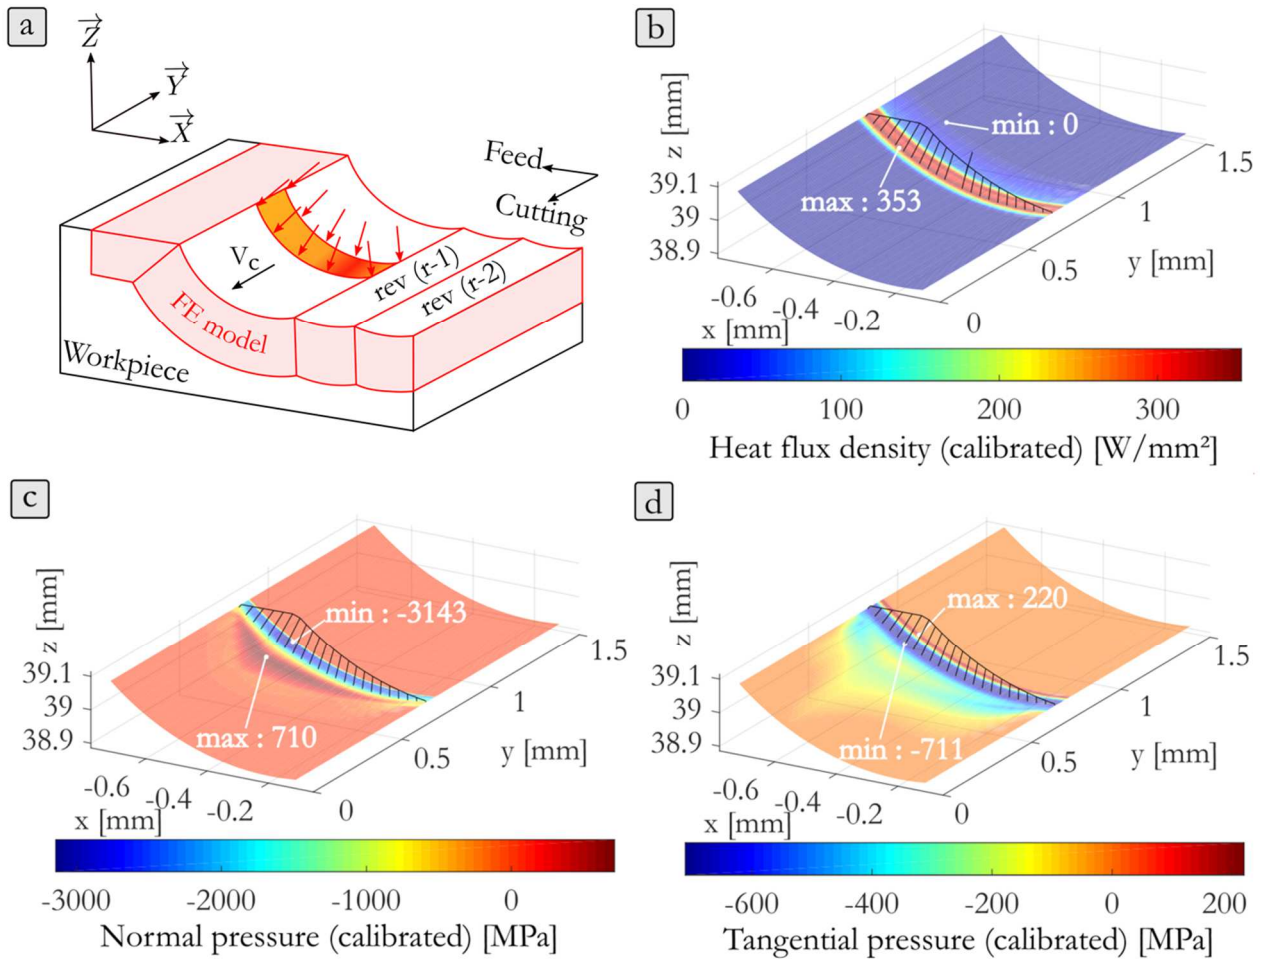 a
Z
Y
X
Feed
Cutting
Vc
rev (r-1)
rev (r-2)
FE model
Workpiece
b
z [mm]
39.1
39
38.9
min : 0
max : 353
1.5
1
0.5
0
y [mm]
-0.6
-0.4
-0.2
x [mm]
0 100 200 300
Heat flux density (calibrated) [W/mm²]
c
z [mm]
39.1
39
38.9
min : -3143
max : 710
1.5
1
0.5
0
y [mm]
-0.6
-0.4
-0.2
x [mm]
-3000 -2000 -1000 0
Normal pressure (calibrated) [MPa]
d
z [mm]
39.1
39
38.9
max : 220
min : -711
1.5
1
0.5
0
y [mm]
-0.6
-0.4
-0.2
x [mm]
-600 -400 -200 0 200
Tangential pressure (calibrated) [MPa]